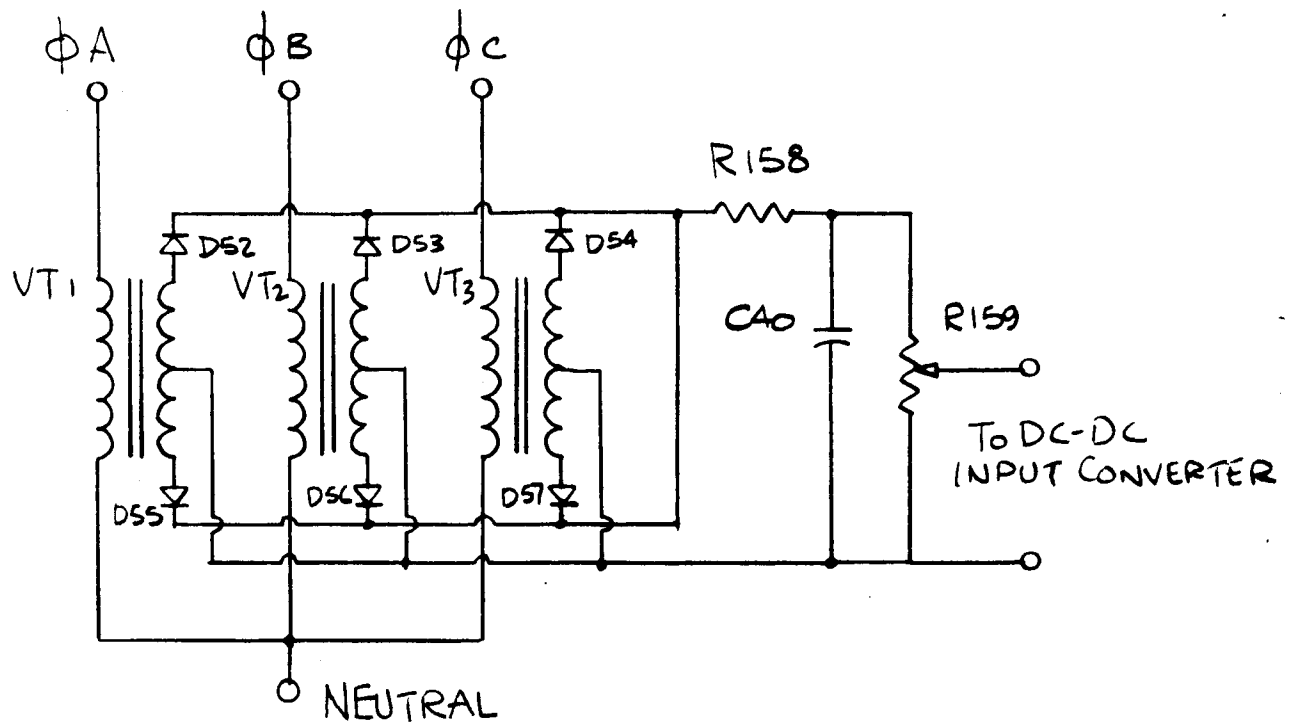 φA
φB
φC
R158
D52
D53
D54
VT1
VT2
VT3
C40
R159
D55
D56
D57
TO DC-DC
INPUT CONVERTER
NEUTRAL